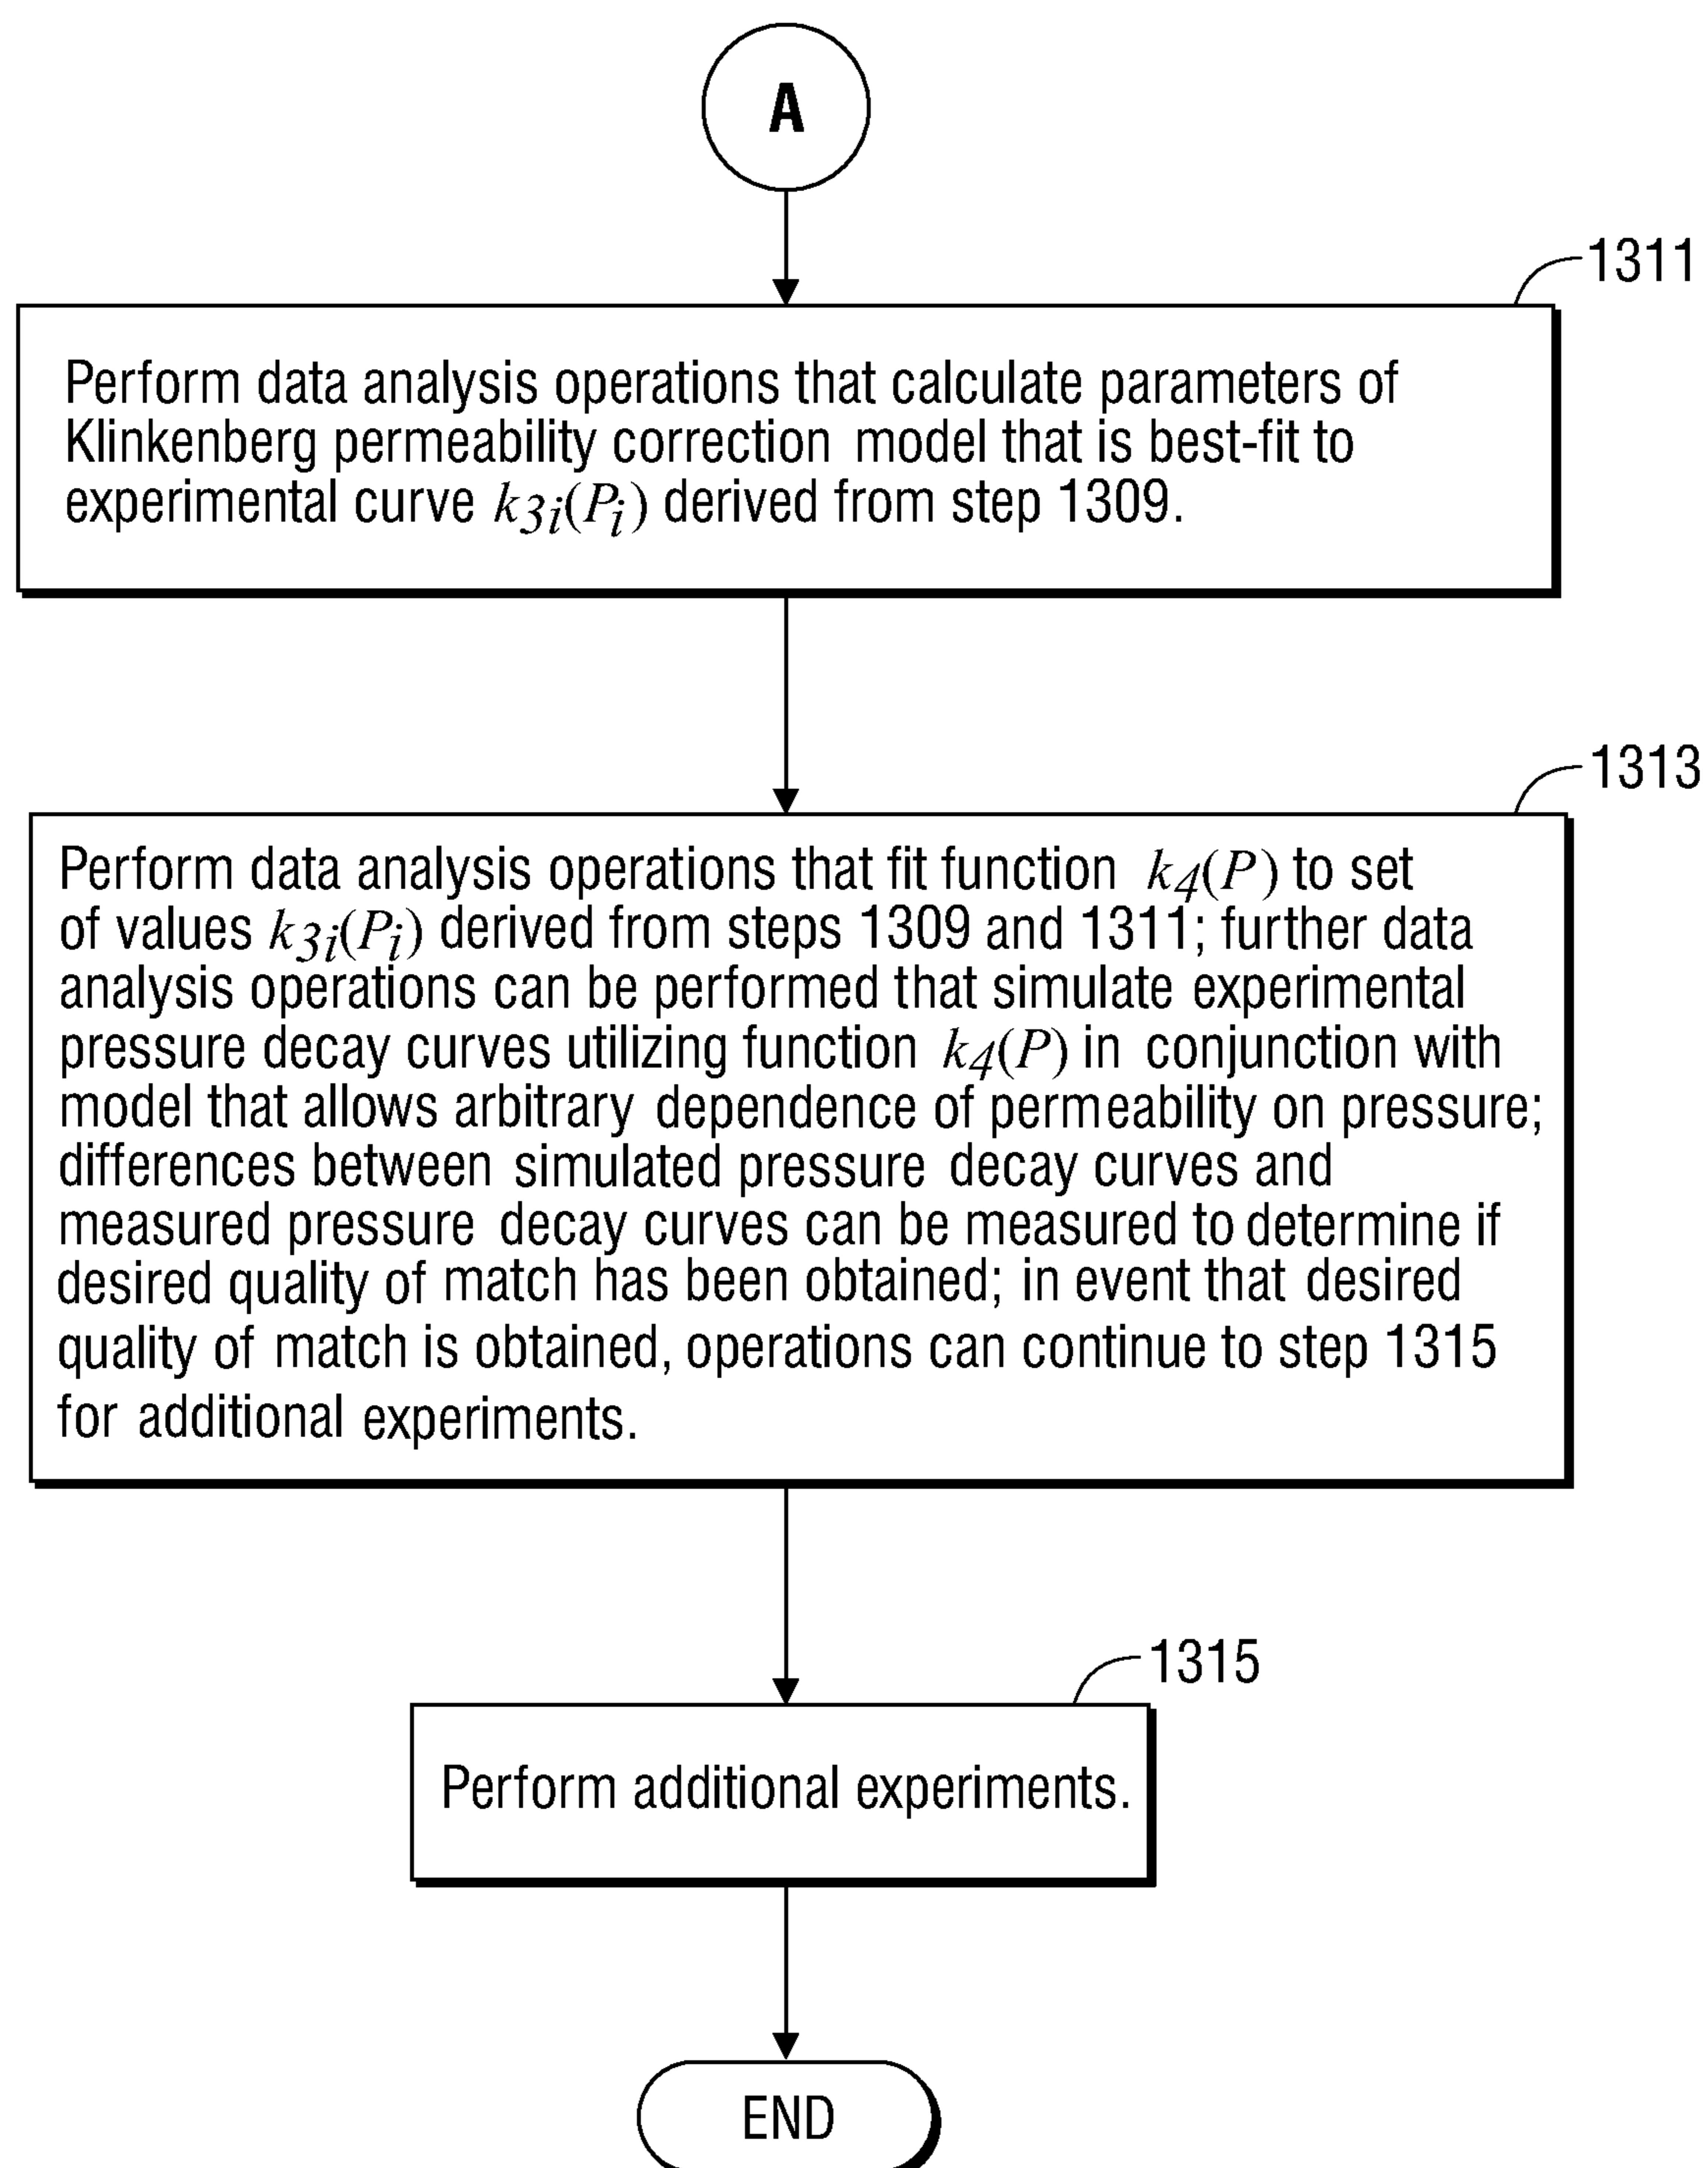 A
1311
Perform data analysis operations that calculate parameters of
Klinkenberg permeability correction model that is best-fit to
experimental curve k3i(Pi) derived from step 1309.
1313
Perform data analysis operations that fit function k4(P) to set
of values k3i(Pi) derived from steps 1309 and 1311; further data
analysis operations can be performed that simulate experimental
pressure decay curves utilizing function k4(P) in conjunction with
model that allows arbitrary dependence of permeability on pressure;
differences between simulated pressure decay curves and
measured pressure decay curves can be measured to determine if
desired quality of match has been obtained; in event that desired
quality of match is obtained, operations can continue to step 1315
for additional experiments.
1315
Perform additional experiments.
END